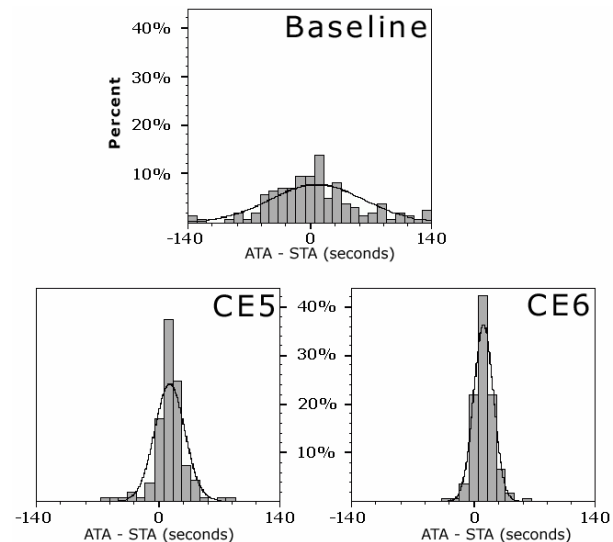 Baseline
Percent
40%
30%
20%
10%
-140 0 140
ATA - STA (seconds)
CE5 CE6
40%
30%
20%
10%
-140 0 140 -140 0 140
ATA - STA (seconds) ATA - STA (seconds)